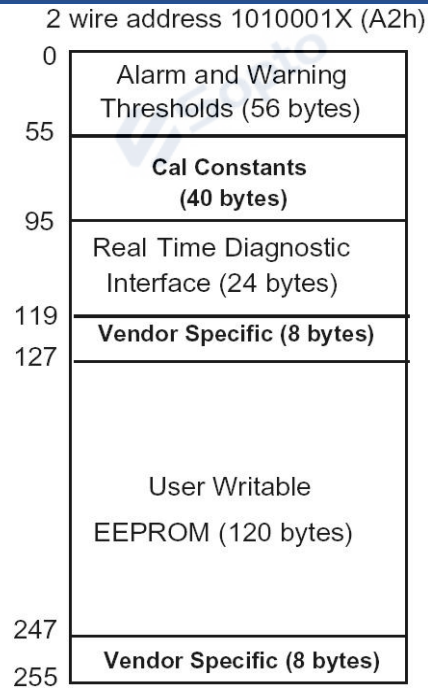 2 wire address 1010001X (A2h)
0
Alarm and Warning
Thresholds (56 bytes)
55
Cal Constants
(40 bytes)
95
Real Time Diagnostic
Interface (24 bytes)
119
Vendor Specific (8 bytes)
127
User Writable
EEPROM (120 bytes)
247
Vendor Specific (8 bytes)
255
Sopto